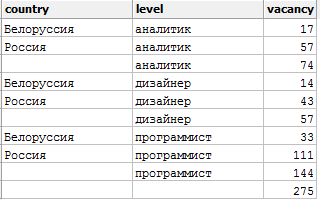 country level vacancy
Белоруссия аналитик 17
Россия аналитик 57
аналитик 74
Белоруссия дизайнер 14
Россия дизайнер 43
дизайнер 57
Белоруссия программист 33
Россия программист 111
программист 144
275